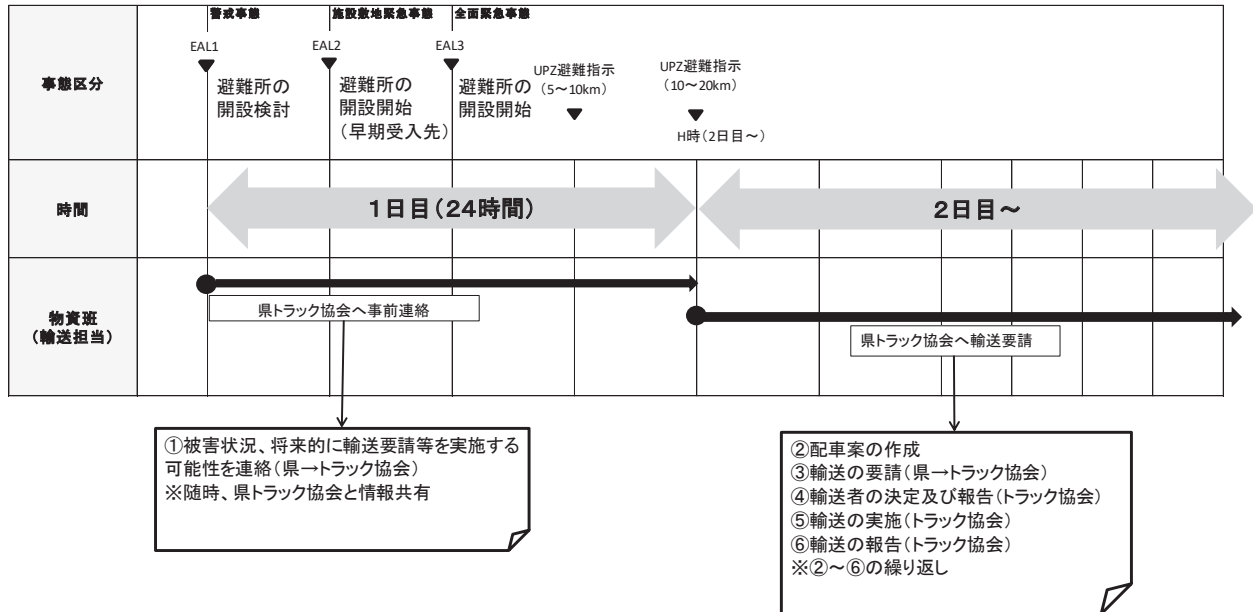 事態区分
警戒事態
施設敷地緊急事態
全面緊急事態
EAL1
EAL2
EAL3
避難所の
開設検討
避難所の
開設開始
(早期受入先)
避難所の
開設開始
UPZ避難指示
(5～10km)
UPZ避難指示
(10～20km)
H時(2日目～)
時間
1日目(24時間)
2日目～
物資班
(輸送担当)
県トラック協会へ事前連絡
県トラック協会へ輸送要請
①被害状況、将来的に輸送要請等を実施する
可能性を連絡(県→トラック協会)
※随時、県トラック協会と情報共有
②配車案の作成
③輸送の要請(県→トラック協会)
④輸送者の決定及び報告(トラック協会)
⑤輸送の実施(トラック協会)
⑥輸送の報告(トラック協会)
※②～⑥の繰り返し